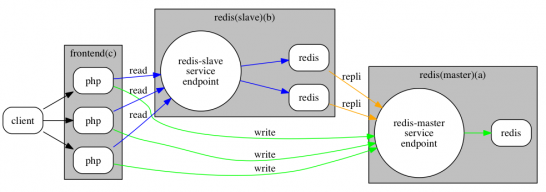 redis(slave)(b)
frontend(c)
redis-slave
service
endpoint
redis
redis
read
read
read
php
php
php
client
repli
repli
redis(master)(a)
redis-master
service
endpoint
redis
write
write
write